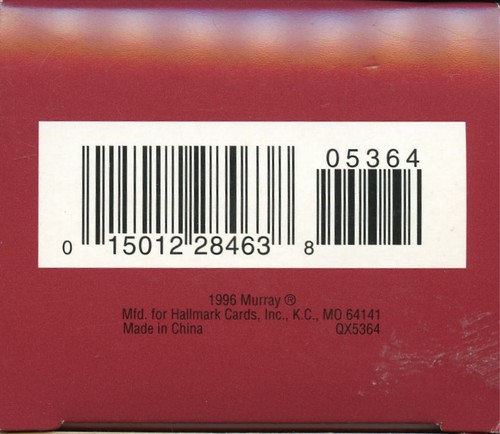 05364
0 15012 28463 8
1996 Murray ®
Mfd. for Hallmark Cards, Inc., K.C., MO 64141
Made in China QX5364